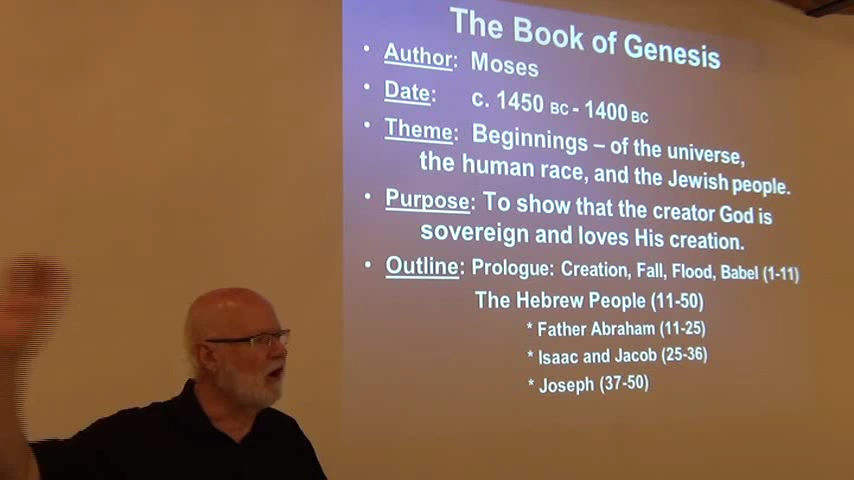 The Book of Genesis
• Author: Moses
• Date: c. 1450 BC - 1400 BC
• Theme: Beginnings – of the universe,
the human race, and the Jewish people.
• Purpose: To show that the creator God is
sovereign and loves His creation.
• Outline: Prologue: Creation, Fall, Flood, Babel (1-11)
The Hebrew People (11-50)
* Father Abraham (11-25)
* Isaac and Jacob (25-36)
* Joseph (37-50)